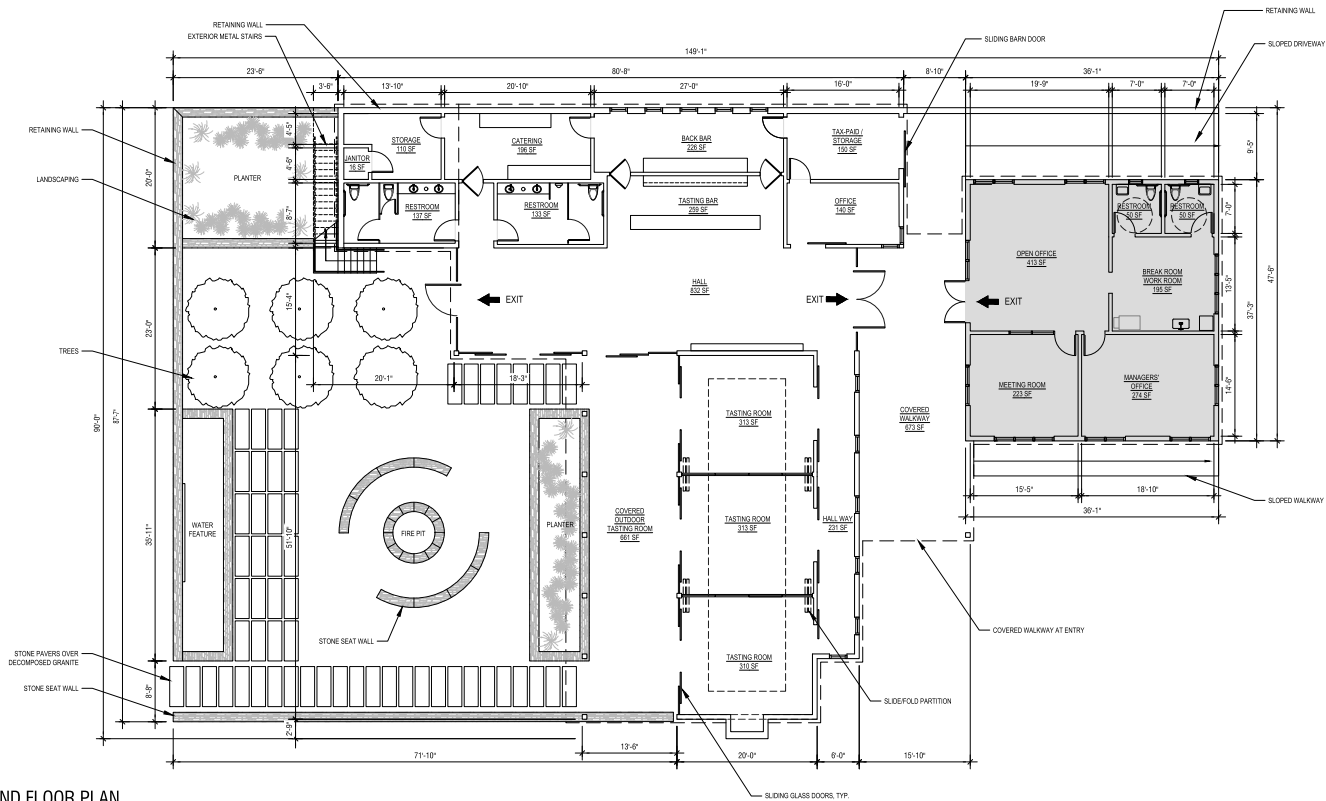 RETAINING WALL
EXTERIOR METAL STAIRS
RETAINING WALL
SLIDING BARN DOOR
SLOPED DRIVEWAY
149'-1"
23'-6"
80'-8"
8'-10"
36'-1"
3'-6"
13'-10"
20'-10"
27'-0"
16'-0"
19'-9"
7'-0"
7'-0"
RETAINING WALL
LANDSCAPING
TREES
PLANTER
4'-5"
4'-6"
8'-7"
20'-0"
23'-0"
15'-4"
90'-0"
87'-7"
35'-11"
51'-10"
8'-8"
2'-9"
STORAGE
110 SF
JANITOR
16 SF
CATERING
196 SF
BACK BAR
226 SF
TAX-PAID /
STORAGE
150 SF
RESTROOM
137 SF
RESTROOM
133 SF
TASTING BAR
259 SF
OFFICE
140 SF
HALL
832 SF
EXIT
EXIT
EXIT
OPEN OFFICE
413 SF
RESTROOM
50 SF
RESTROOM
50 SF
BREAK ROOM
WORK ROOM
195 SF
MEETING ROOM
223 SF
MANAGERS'
OFFICE
274 SF
9'-5"
7'-0"
13'-5"
14'-6"
37'-3"
47'-6"
20'-1"
18'-3"
TASTING ROOM
313 SF
TASTING ROOM
313 SF
TASTING ROOM
310 SF
HALL WAY
231 SF
COVERED
WALKWAY
673 SF
COVERED
OUTDOOR
TASTING ROOM
661 SF
PLANTER
WATER
FEATURE
FIRE PIT
STONE SEAT WALL
15'-5"
18'-10"
36'-1"
SLOPED WALKWAY
COVERED WALKWAY AT ENTRY
SLIDE/FOLD PARTITION
STONE PAVERS OVER
DECOMPOSED GRANITE
STONE SEAT WALL
13'-6"
71'-10"
20'-0"
6'-0"
15'-10"
SLIDING GLASS DOORS, TYP.
ND FLOOR PLAN